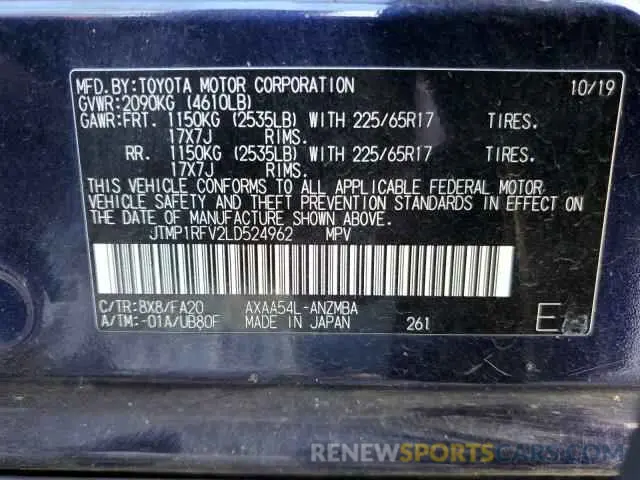 MFD.BY:TOYOTA MOTOR CORPORATION 10/19
GVWR:2090KG (4610LB)
GAWR:FRT. 1150KG (2535LB) WITH 225/65R17 TIRES.
17X7J RIMS.
RR. 1150KG (2535LB) WITH 225/65R17 TIRES.
17X7J RIMS.
THIS VEHICLE CONFORMS TO ALL APPLICABLE FEDERAL MOTOR
VEHICLE SAFETY AND THEFT PREVENTION STANDARDS IN EFFECT ON
THE DATE OF MANUFACTURE SHOWN ABOVE.
JTMP1RFV2LD524962 MPV
C/TR:8X8/FA20 AXAA54L-ANZMBA
A/TM:-01A/UB80F MADE IN JAPAN 261 E
RENEWSPORTSCARS.COM